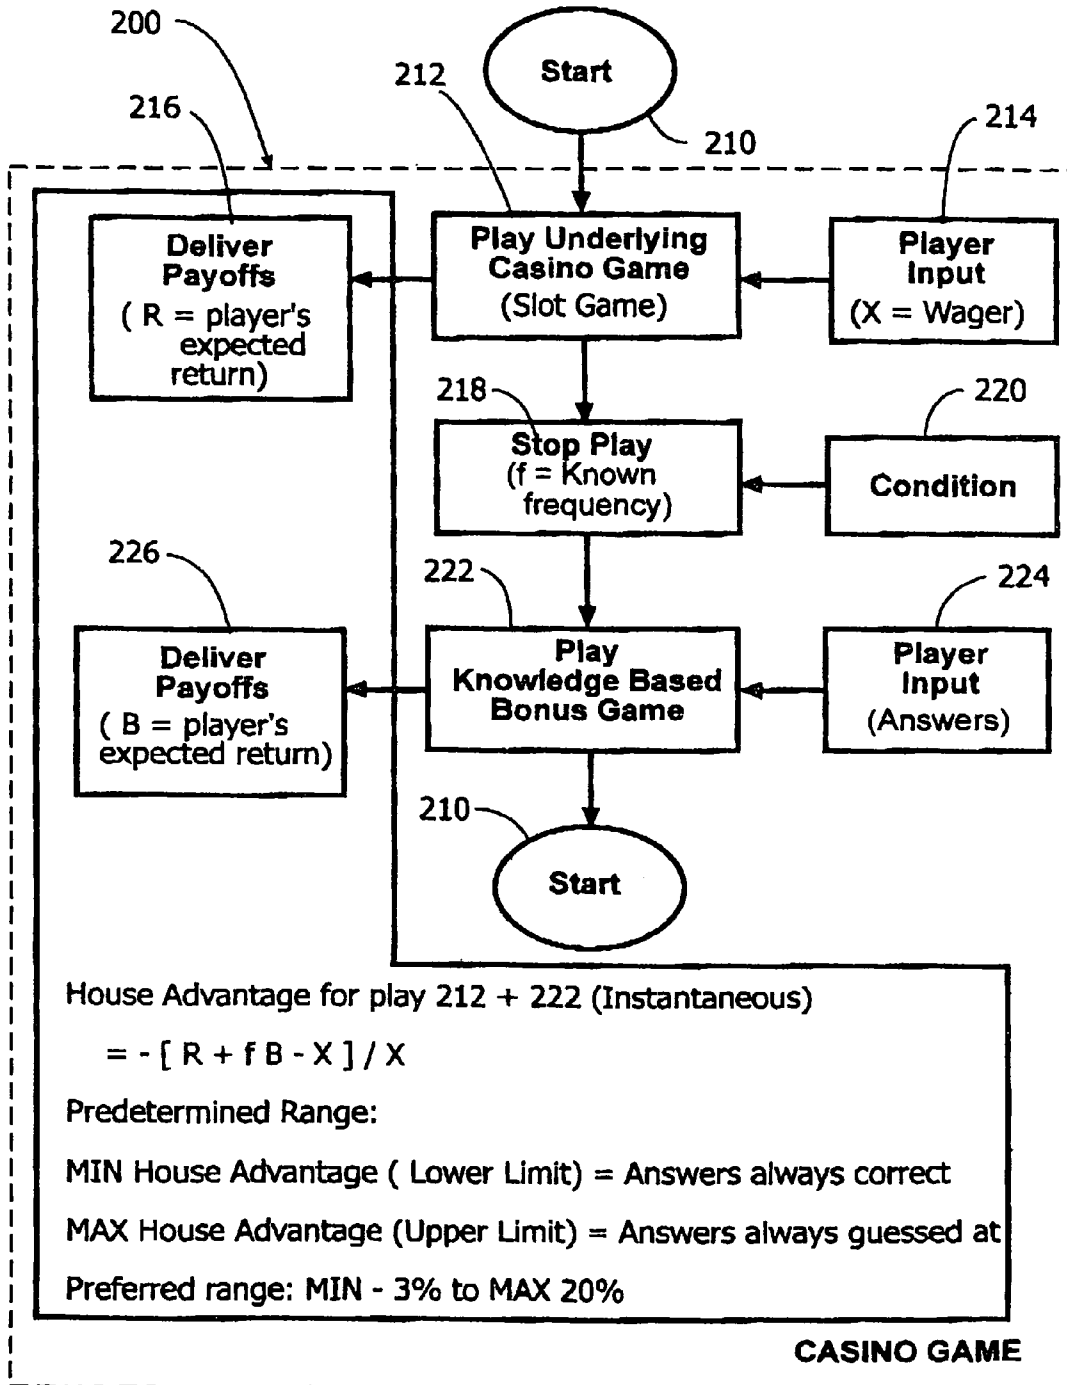 200
Start
212
216
210
214
Deliver
Payoffs
( R = player's
expected
return)
Play Underlying
Casino Game
(Slot Game)
Player
Input
(X = Wager)
218
220
Stop Play
(f = Known
frequency)
Condition
226
222
224
Deliver
Payoffs
( B = player's
expected return)
Play
Knowledge Based
Bonus Game
Player
Input
(Answers)
210
Start
House Advantage for play 212 + 222 (Instantaneous)
= - [ R + f B - X ] / X
Predetermined Range:
MIN House Advantage ( Lower Limit) = Answers always correct
MAX House Advantage (Upper Limit) = Answers always guessed at
Preferred range: MIN - 3% to MAX 20%
CASINO GAME